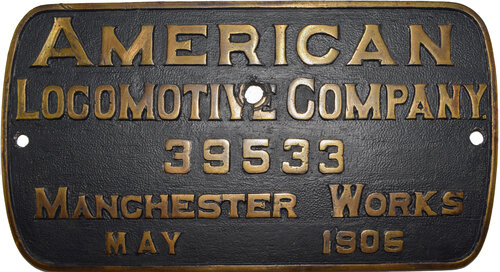 AMERICAN
LOCOMOTIVE COMPANY.
39533
MANCHESTER WORKS
MAY 1906